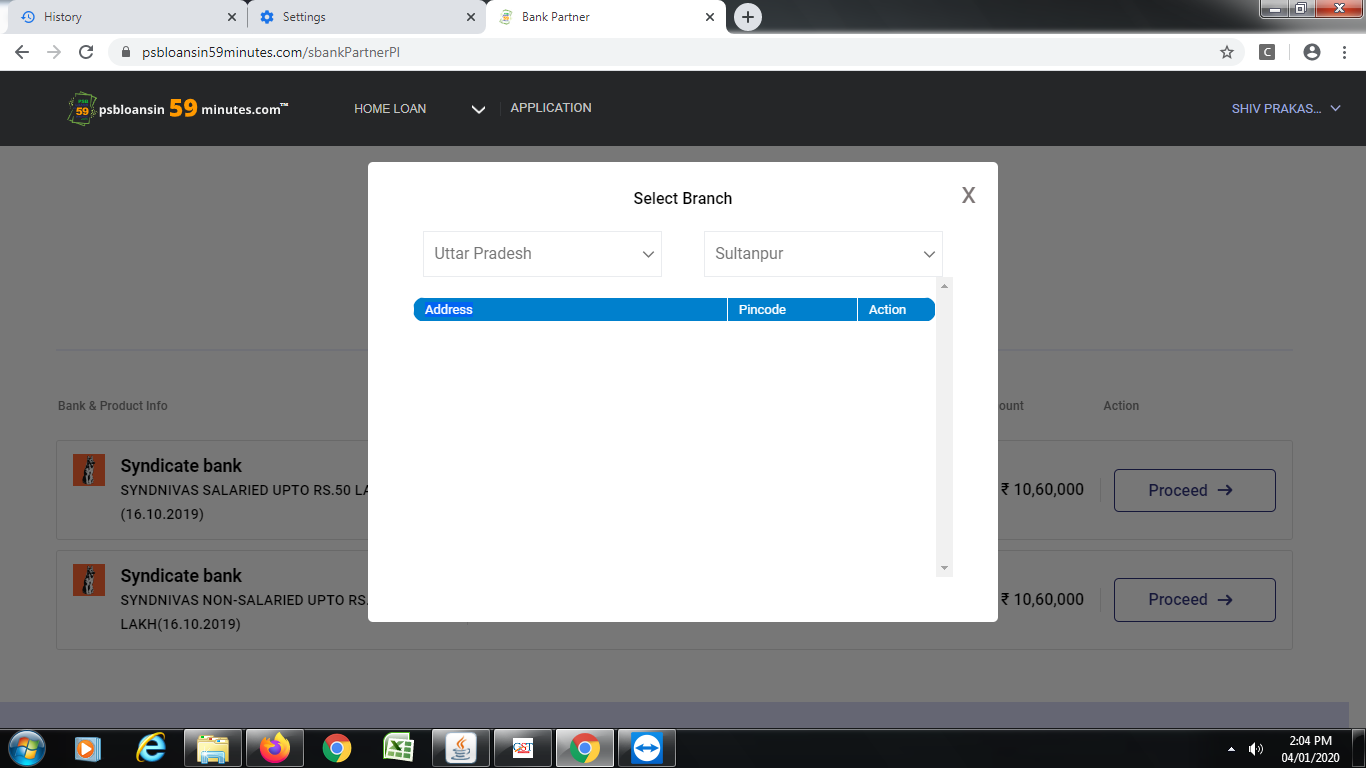 History
Settings
Bank Partner
psbloansin59minutes.com/sbankPartnerPl
C
PSB
59
psbloansin 59 minutes.com™
HOME LOAN
APPLICATION
SHIV PRAKAS...
Select Branch
X
Uttar Pradesh
Sultanpur
Address
Pincode
Action
Bank & Product Info
ount
Action
Syndicate bank
SYNDNIVAS SALARIED UPTO RS.50 LA
(16.10.2019)
₹ 10,60,000
Proceed
Syndicate bank
SYNDNIVAS NON-SALARIED UPTO RS.
LAKH(16.10.2019)
₹ 10,60,000
Proceed
GST
2:04 PM
04/01/2020